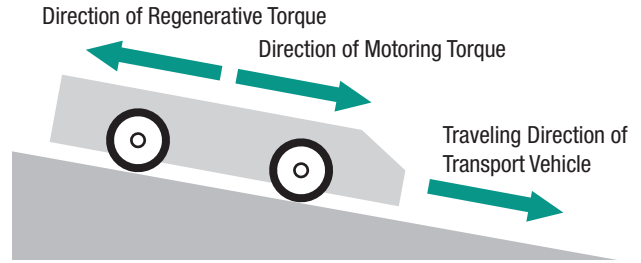 Direction of Regenerative Torque
Direction of Motoring Torque
Traveling Direction of
Transport Vehicle